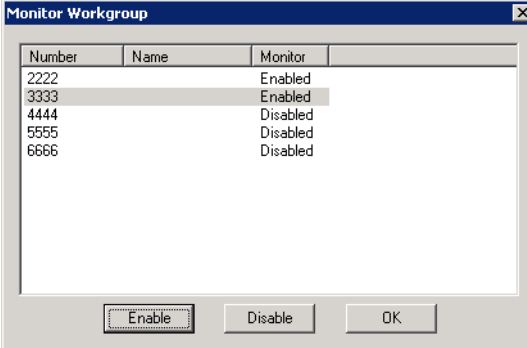 Monitor Workgroup
Number Name Monitor
2222 Enabled
3333 Enabled
4444 Disabled
5555 Disabled
6666 Disabled
Enable Disable OK